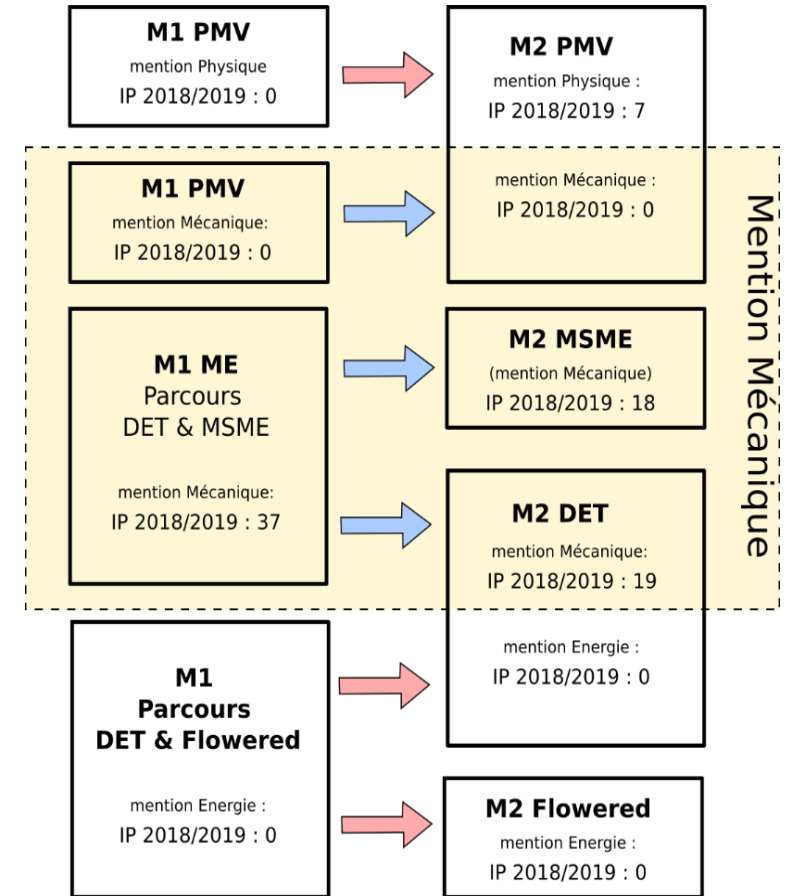 M1 PMV
mention Physique
IP 2018/2019 : 0
M2 PMV
mention Physique :
IP 2018/2019 : 7
M1 PMV
mention Mécanique:
IP 2018/2019 : 0
mention Mécanique :
IP 2018/2019 : 0
Mention Mécanique
M1 ME
Parcours
DET & MSME
mention Mécanique:
IP 2018/2019 : 37
M2 MSME
(mention Mécanique)
IP 2018/2019 : 18
M2 DET
mention Mécanique:
IP 2018/2019 : 19
mention Energie :
IP 2018/2019 : 0
M1
Parcours
DET & Flowered
mention Energie :
IP 2018/2019 : 0
M2 Flowered
mention Energie :
IP 2018/2019 : 0